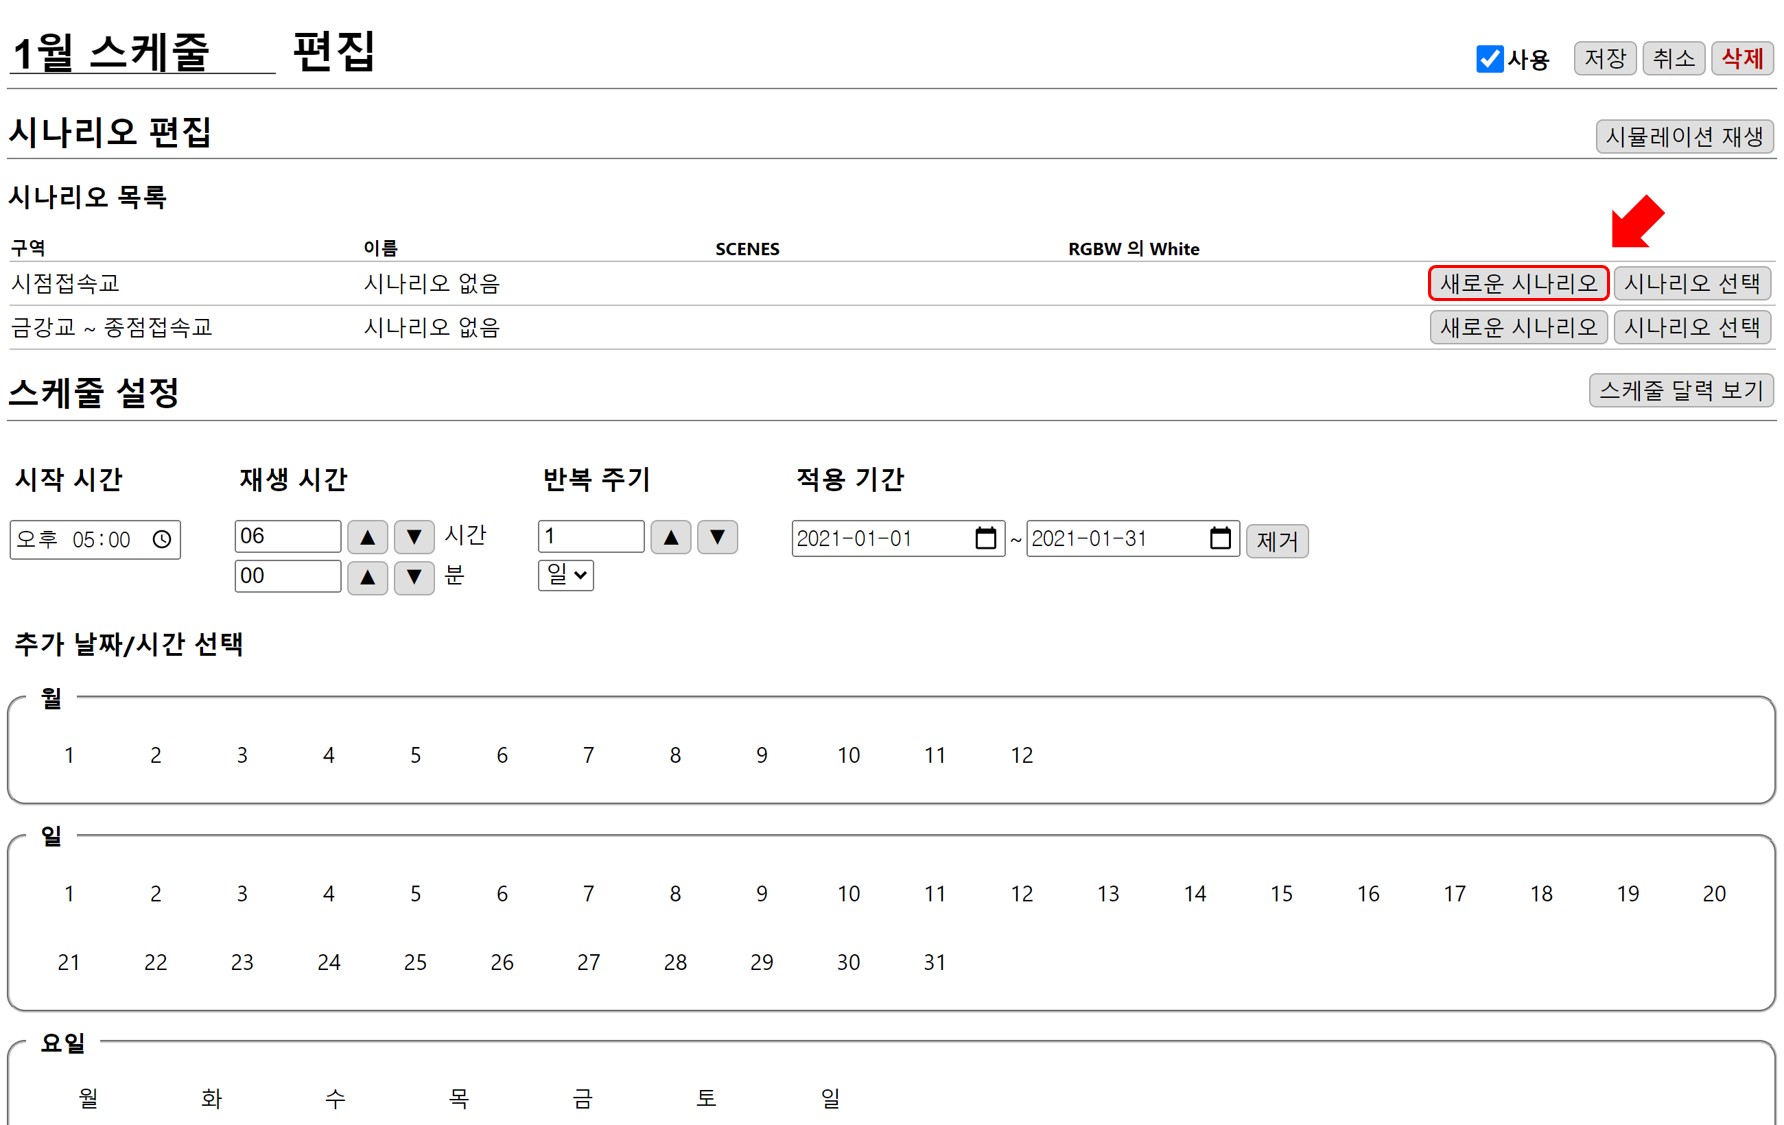 1월 스케줄 편집
사용 저장 취소 삭제
시나리오 편집
시뮬레이션 재생
시나리오 목록
구역 이름 SCENES RGBW 의 White
시점접속교 시나리오 없음 새로운 시나리오 시나리오 선택
금강교 ~ 종점접속교 시나리오 없음 새로운 시나리오 시나리오 선택
스케줄 설정
스케줄 달력 보기
시작 시간 재생 시간 반복 주기 적용 기간
오후 05:00 06 ▲ ▼ 시간 1 ▲ ▼ 2021-01-01 ~ 2021-01-31 제거
00 ▲ ▼ 분 일
추가 날짜/시간 선택
월
1 2 3 4 5 6 7 8 9 10 11 12
일
1 2 3 4 5 6 7 8 9 10 11 12 13 14 15 16 17 18 19 20
21 22 23 24 25 26 27 28 29 30 31
요일
월 화 수 목 금 토 일